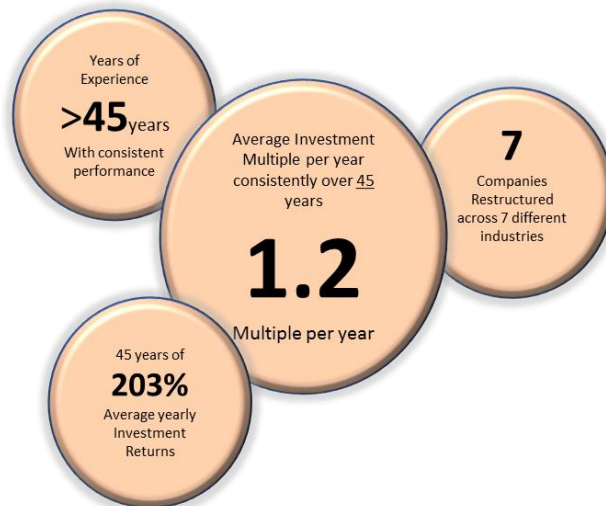 Years of
Experience
>45years
With consistent
performance
Average Investment
Multiple per year
consistently over 45
years
1.2
Multiple per year
7
Companies
Restructured
across 7 different
industries
45 years of
203%
Average yearly
Investment
Returns